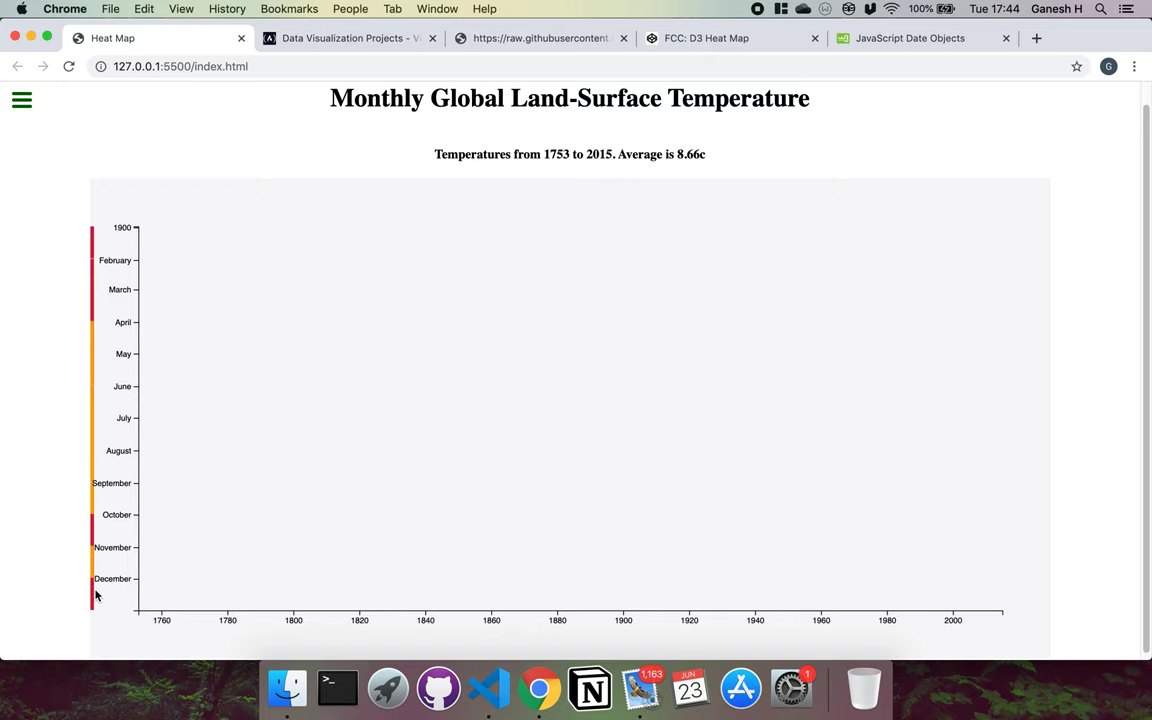 Chrome File Edit View History Bookmarks People Tab Window Help 100% Tue 17:44 Ganesh H
Heat Map Data Visualization Projects - Vi https://raw.githubusercontent. FCC: D3 Heat Map JavaScript Date Objects
127.0.0.1:5500/index.html G
Monthly Global Land-Surface Temperature
Temperatures from 1753 to 2015. Average is 8.66c
1900
February
March
April
May
June
July
August
September
October
November
December
1760 1780 1800 1820 1840 1860 1880 1900 1920 1940 1960 1980 2000
1,163 JUN 1
23